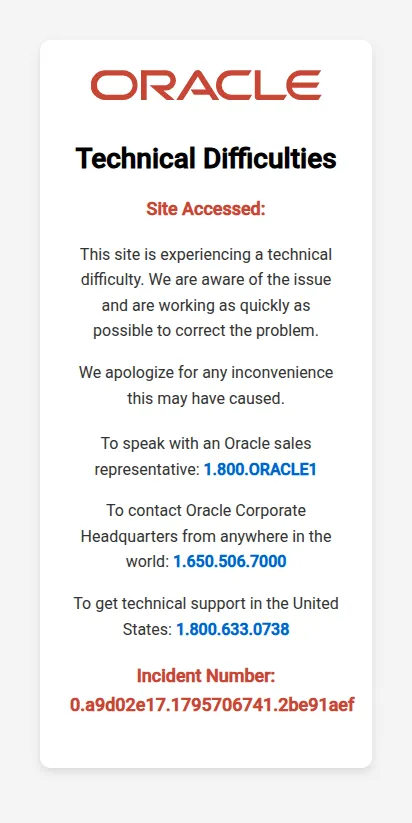 ORACLE
Technical Difficulties
Site Accessed:
This site is experiencing a technical
difficulty. We are aware of the issue
and are working as quickly as
possible to correct the problem.
We apologize for any inconvenience
this may have caused.
To speak with an Oracle sales
representative: 1.800.ORACLE1
To contact Oracle Corporate
Headquarters from anywhere in the
world: 1.650.506.7000
To get technical support in the United
States: 1.800.633.0738
Incident Number:
0.a9d02e17.1795706741.2be91aef